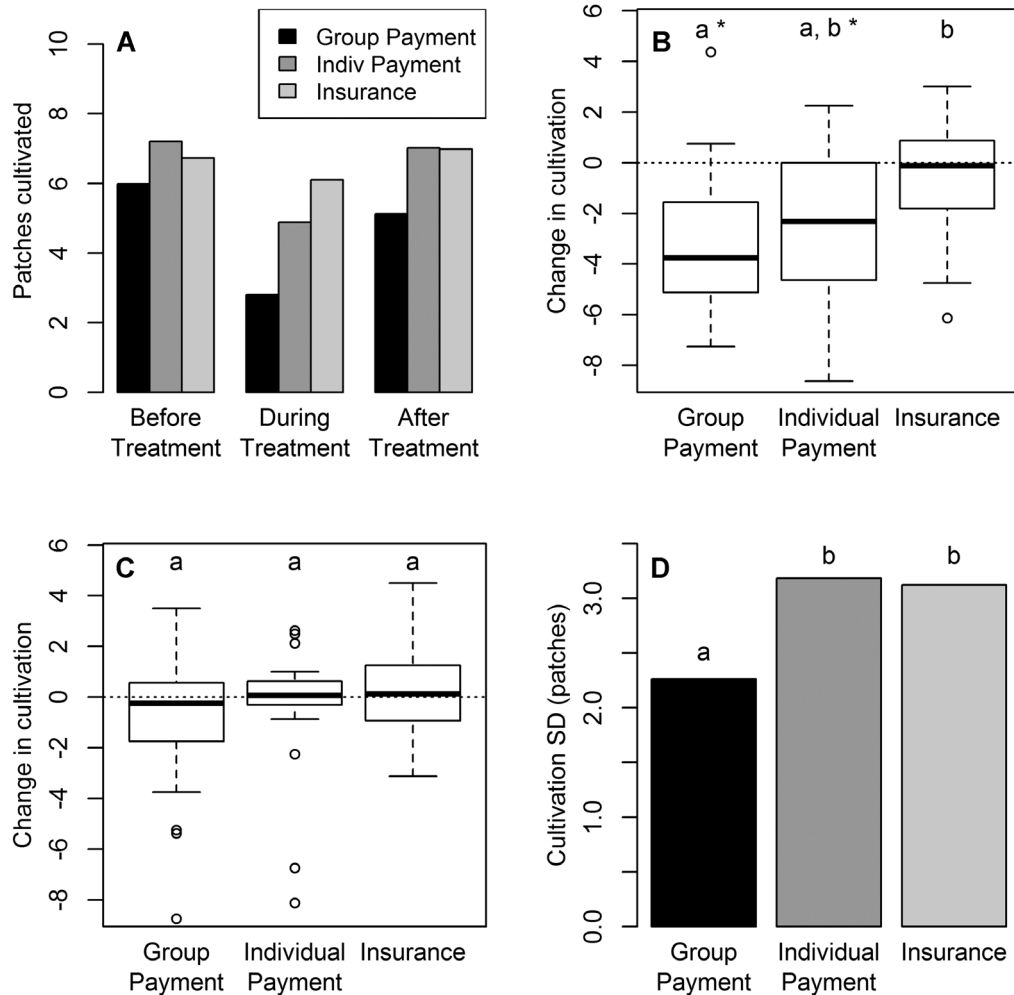 A
Group Payment
Indiv Payment
Insurance
Patches cultivated
10
8
6
4
2
0
Before
Treatment
During
Treatment
After
Treatment
B
a *
a, b *
b
Change in cultivation
6
4
2
0
-2
-4
-6
-8
Group
Payment
Individual
Payment
Insurance
C
a
a
a
Change in cultivation
6
4
2
0
-2
-4
-6
-8
Group
Payment
Individual
Payment
Insurance
D
a
b
b
Cultivation SD (patches)
3.0
2.0
1.0
0.0
Group
Payment
Individual
Payment
Insurance